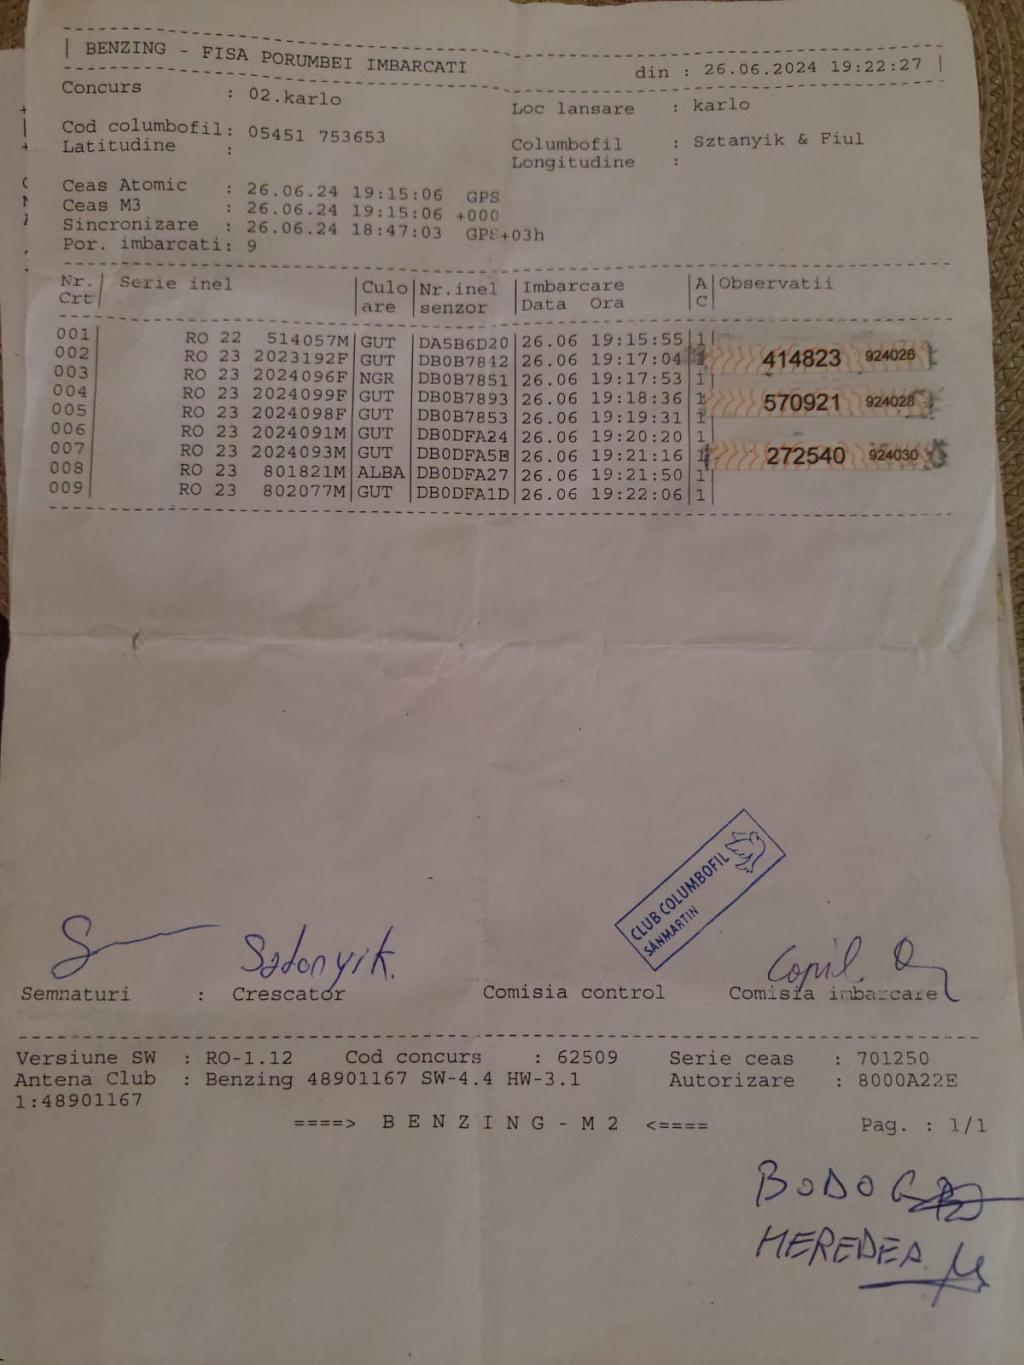 BENZING - FISA PORUMBEI IMBARCATI din : 26.06.2024 19:22:27
Concurs : 02.karlo Loc lansare : karlo
Cod columbofil: 05451 753653 Columbofil : Sztanyik & Fiul
Latitudine : Longitudine :
Ceas Atomic : 26.06.24 19:15:06 GPS
Ceas M3 : 26.06.24 19:15:06 +000
Sincronizare : 26.06.24 18:47:03 GPS+03h
Por. imbarcati: 9
Nr. Serie inel Culo Nr.inel Imbarcare A Observatii
Crt are senzor Data Ora C
001 RO 22 514057M GUT DA5B6D20 26.06 19:15:55 1
002 RO 23 2023192F GUT DB0B7842 26.06 19:17:04 414823 924026
003 RO 23 2024096F NGR DB0B7851 26.06 19:17:53 1
004 RO 23 2024099F GUT DB0B7893 26.06 19:18:36 1 570921 924028
005 RO 23 2024098F GUT DB0B7853 26.06 19:19:31 1
006 RO 23 2024091M GUT DB0DFA24 26.06 19:20:20 1
007 RO 23 2024093M GUT DB0DFA5B 26.06 19:21:16 1 272540 924030
008 RO 23 801821M ALBA DB0DFA27 26.06 19:21:50 1
009 RO 23 802077M GUT DB0DFA1D 26.06 19:22:06 1
CLUB COLUMBOFIL
SÂNMARTIN
Copil
Semnaturi : Crescator Comisia control Comisia imbarcare
Versiune SW : RO-1.12 Cod concurs : 62509 Serie ceas : 701250
Antena Club : Benzing 48901167 SW-4.4 HW-3.1 Autorizare : 8000A22E
1:48901167
====> B E N Z I N G - M 2 <==== Pag. : 1/1
BODO
MEREDEA